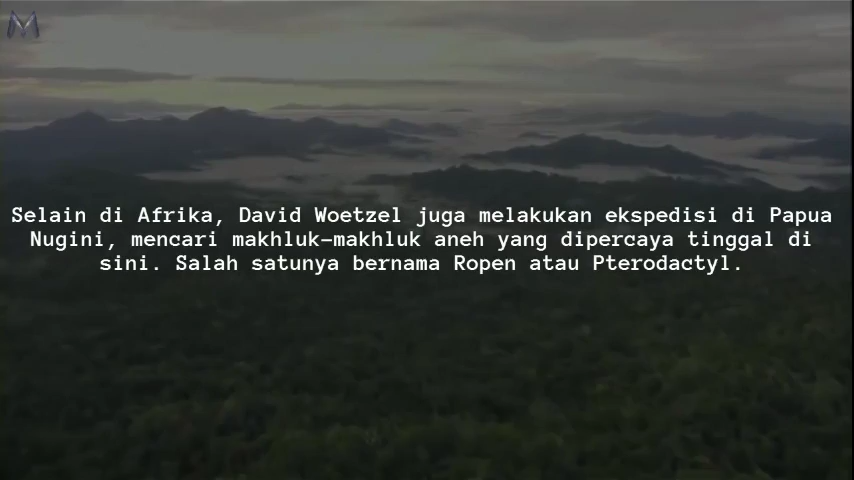 Selain di Afrika, David Woetzel juga melakukan ekspedisi di Papua
Nugini, mencari makhluk-makhluk aneh yang dipercaya tinggal di
sini. Salah satunya bernama Ropen atau Pterodactyl.